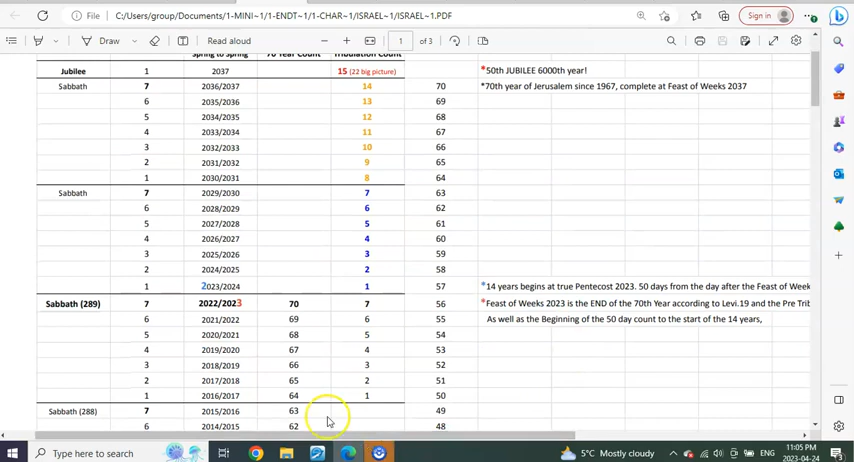 File
C:/Users/group/Documents/1-MINI~1/1-ENDT~1/1-CHAR~1/ISRAEL~1/ISRAEL~1.PDF
Sign in
Draw
Read aloud
1 of 3
Spring to Spring 70 Year Count Tribulation Count
Jubilee 1 2037 15 (22 big picture) *50th JUBILEE 6000th year!
Sabbath 7 2036/2037 14 70 *70th year of Jerusalem since 1967, complete at Feast of Weeks 2037
6 2035/2036 13 69
5 2034/2035 12 68
4 2033/2034 11 67
3 2032/2033 10 66
2 2031/2032 9 65
1 2030/2031 8 64
Sabbath 7 2029/2030 7 63
6 2028/2029 6 62
5 2027/2028 5 61
4 2026/2027 4 60
3 2025/2026 3 59
2 2024/2025 2 58
1 2023/2024 1 57 *14 years begins at true Pentecost 2023. 50 days from the day after the Feast of Week
Sabbath (289) 7 2022/2023 70 7 56 *Feast of Weeks 2023 is the END of the 70th Year according to Levi.19 and the Pre Trib
6 2021/2022 69 6 55 As well as the Beginning of the 50 day count to the start of the 14 years,
5 2020/2021 68 5 54
4 2019/2020 67 4 53
3 2018/2019 66 3 52
2 2017/2018 65 2 51
1 2016/2017 64 1 50
Sabbath (288) 7 2015/2016 63 49
6 2014/2015 62 48
Type here to search
5°C Mostly cloudy
ENG
11:05 PM
2023-04-24